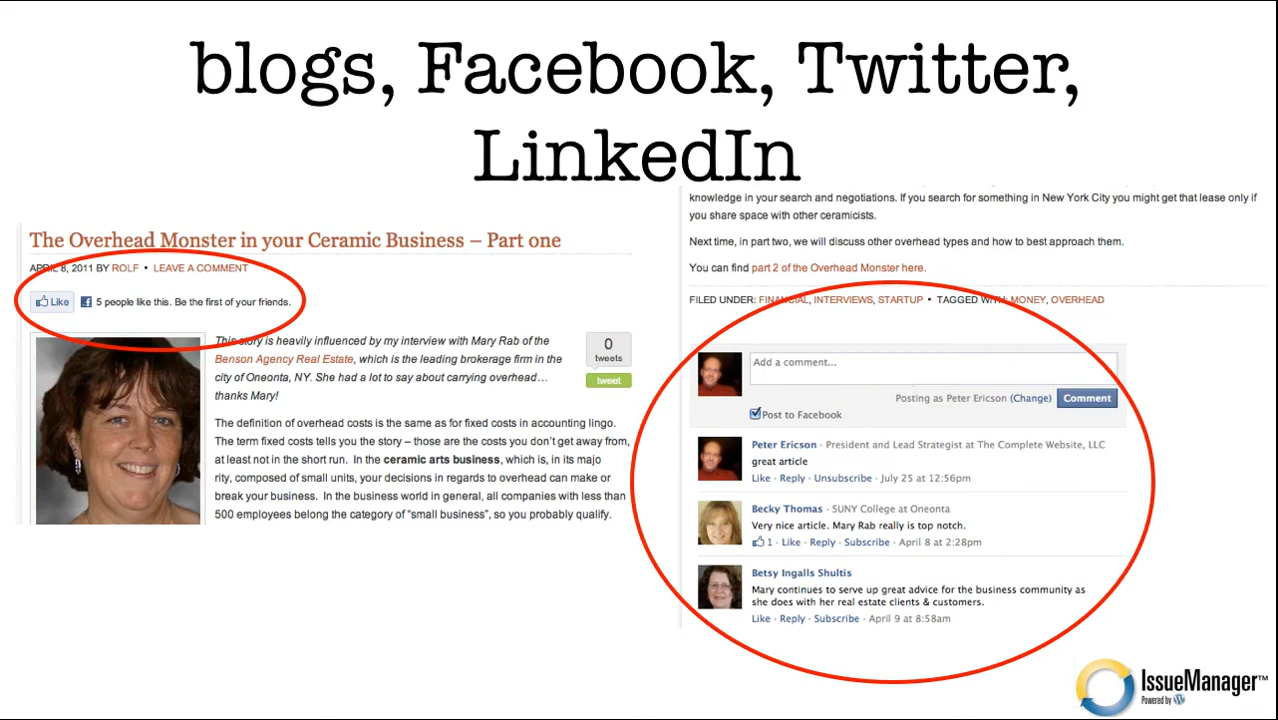 blogs, Facebook, Twitter,
LinkedIn
The Overhead Monster in your Ceramic Business – Part one
APRIL 8, 2011 BY ROLF • LEAVE A COMMENT
Like 5 people like this. Be the first of your friends.
This story is heavily influenced by my interview with Mary Rab of the
Benson Agency Real Estate, which is the leading brokerage firm in the
city of Oneonta, NY. She had a lot to say about carrying overhead…
thanks Mary!
0
tweets
tweet
The definition of overhead costs is the same as for fixed costs in accounting lingo.
The term fixed costs tells you the story – those are the costs you don't get away from,
at least not in the short run. In the ceramic arts business, which is, in its majo
rity, composed of small units, your decisions in regards to overhead can make or
break your business. In the business world in general, all companies with less than
500 employees belong the category of "small business", so you probably qualify.
knowledge in your search and negotiations. If you search for something in New York City you might get that lease only if
you share space with other ceramicists.
Next time, in part two, we will discuss other overhead types and how to best approach them.
You can find part 2 of the Overhead Monster here.
FILED UNDER: FINANCIAL, INTERVIEWS, STARTUP • TAGGED WITH: MONEY, OVERHEAD
Add a comment...
Posting as Peter Ericson (Change) Comment
Post to Facebook
Peter Ericson · President and Lead Strategist at The Complete Website, LLC
great article
Like · Reply · Unsubscribe · July 25 at 12:56pm
Becky Thomas · SUNY College at Oneonta
Very nice article. Mary Rab really is top notch.
1 · Like · Reply · Subscribe · April 8 at 2:28pm
Betsy Ingalls Shultis
Mary continues to serve up great advice for the business community as
she does with her real estate clients & customers.
Like · Reply · Subscribe · April 9 at 8:58am
IssueManager™
Powered by